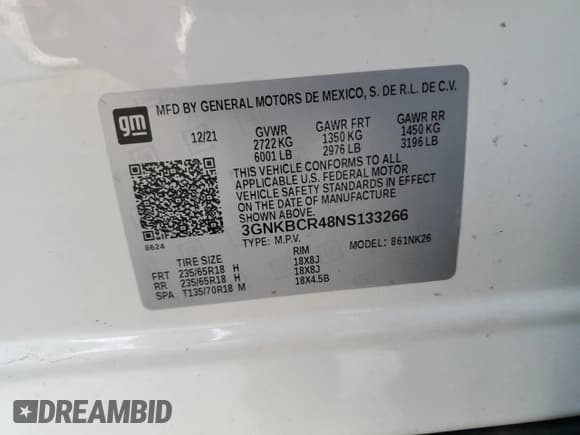 gm
MFD BY GENERAL MOTORS DE MEXICO, S. DE R.L. DE C.V.
12/21 GVWR GAWR FRT GAWR RR
2722 KG 1350 KG 1450 KG
6001 LB 2976 LB 3196 LB
THIS VEHICLE CONFORMS TO ALL
APPLICABLE U.S. FEDERAL MOTOR
VEHICLE SAFETY STANDARDS IN EFFECT
ON THE DATE OF MANUFACTURE
SHOWN ABOVE.
3GNKBCR48NS133266
8624
TYPE: M.P.V. MODEL: 861NK26
TIRE SIZE RIM
FRT 235/65R18 H 18X8J
RR 235/65R18 H 18X8J
SPA T135/70R18 M 18X4.5B
DREAMBID